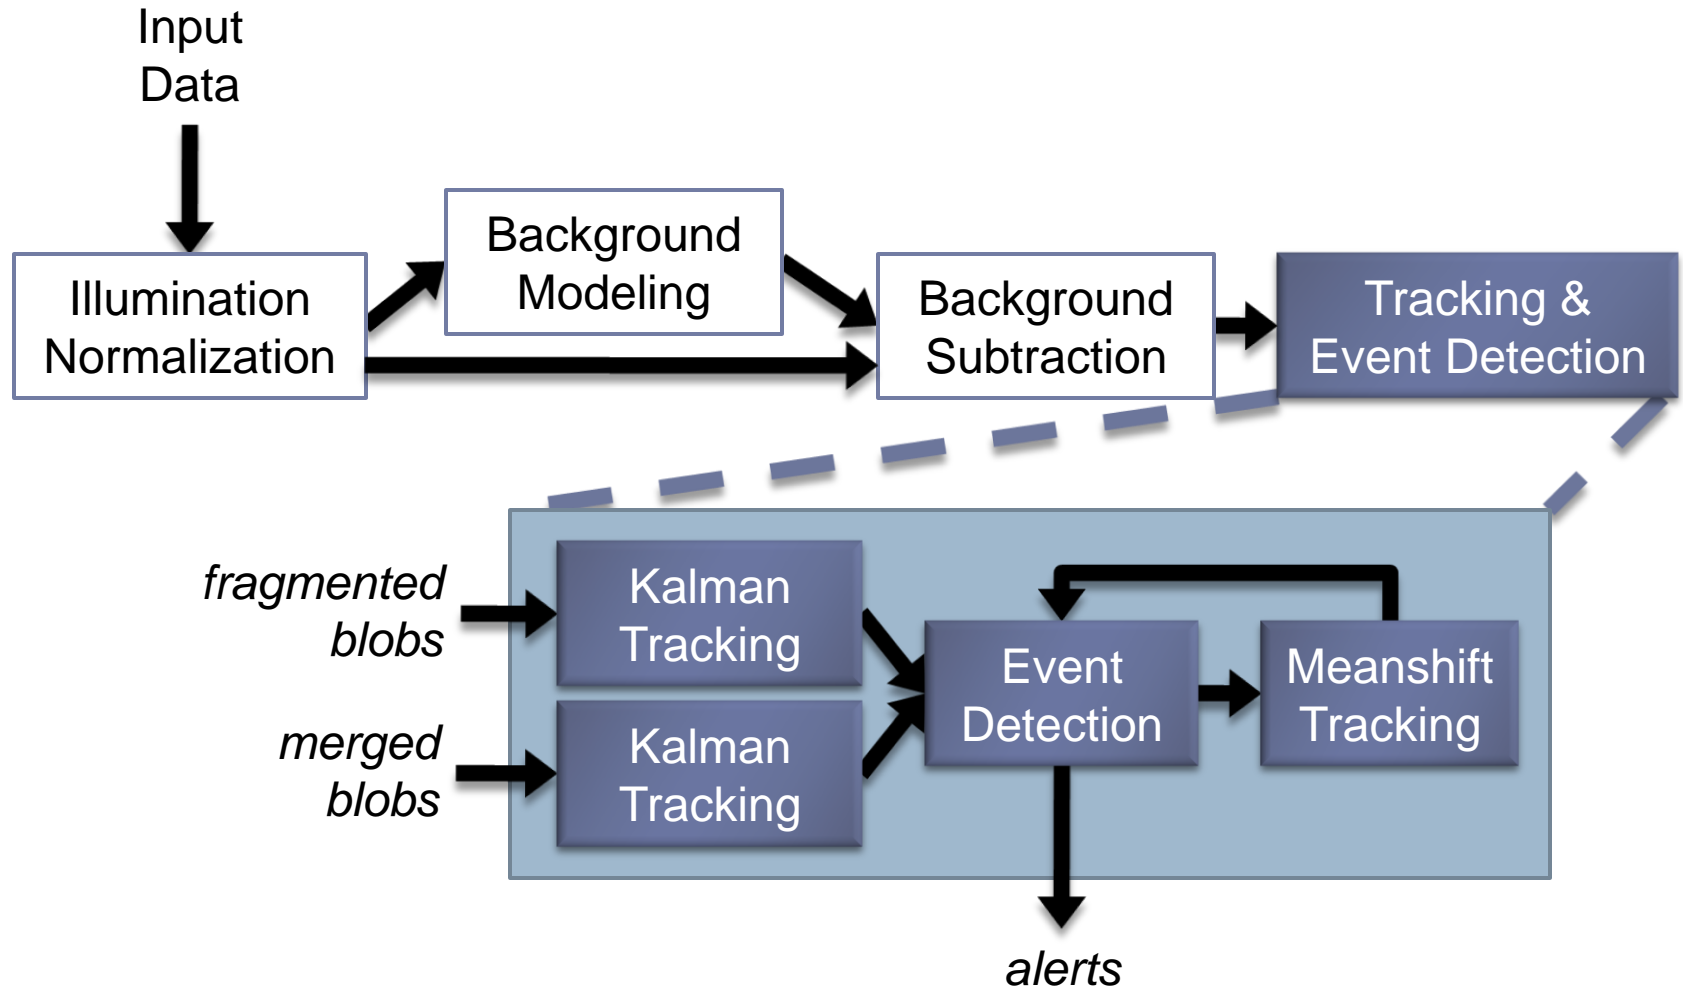 Input
Data
Illumination
Normalization
Background
Modeling
Background
Subtraction
Tracking &
Event Detection
fragmented
blobs
Kalman
Tracking
merged
blobs
Kalman
Tracking
Event
Detection
Meanshift
Tracking
alerts